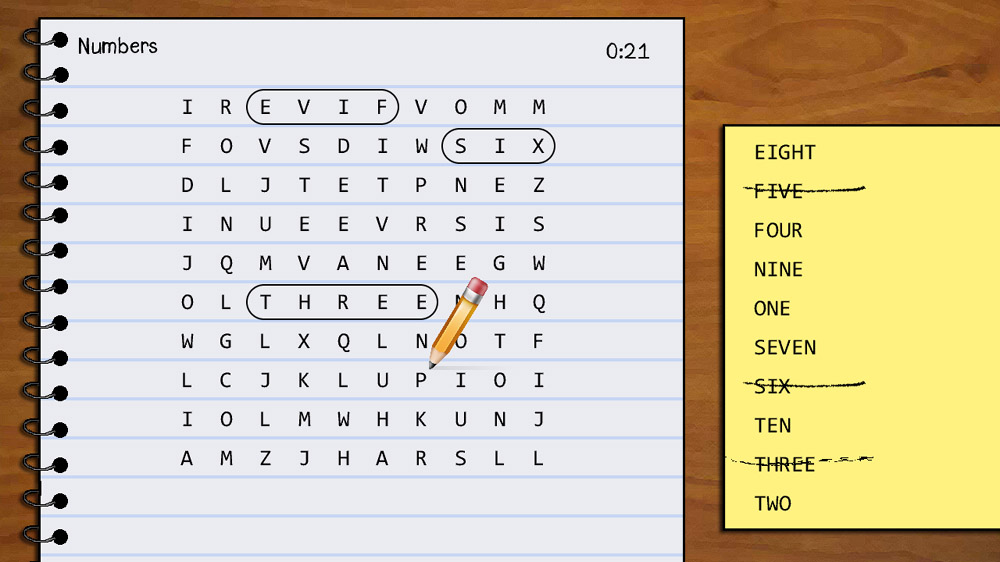 Numbers
0:21
I R E V I F V O M M
F O V S D I W S I X
D L J T E T P N E Z
I N U E E V R S I S
J Q M V A N E E G W
O L T H R E E N H Q
W G L X Q L N O T F
L C J K L U P I O I
I O L M W H K U N J
A M Z J H A R S L L
EIGHT
FIVE
FOUR
NINE
ONE
SEVEN
SIX
TEN
THREE
TWO